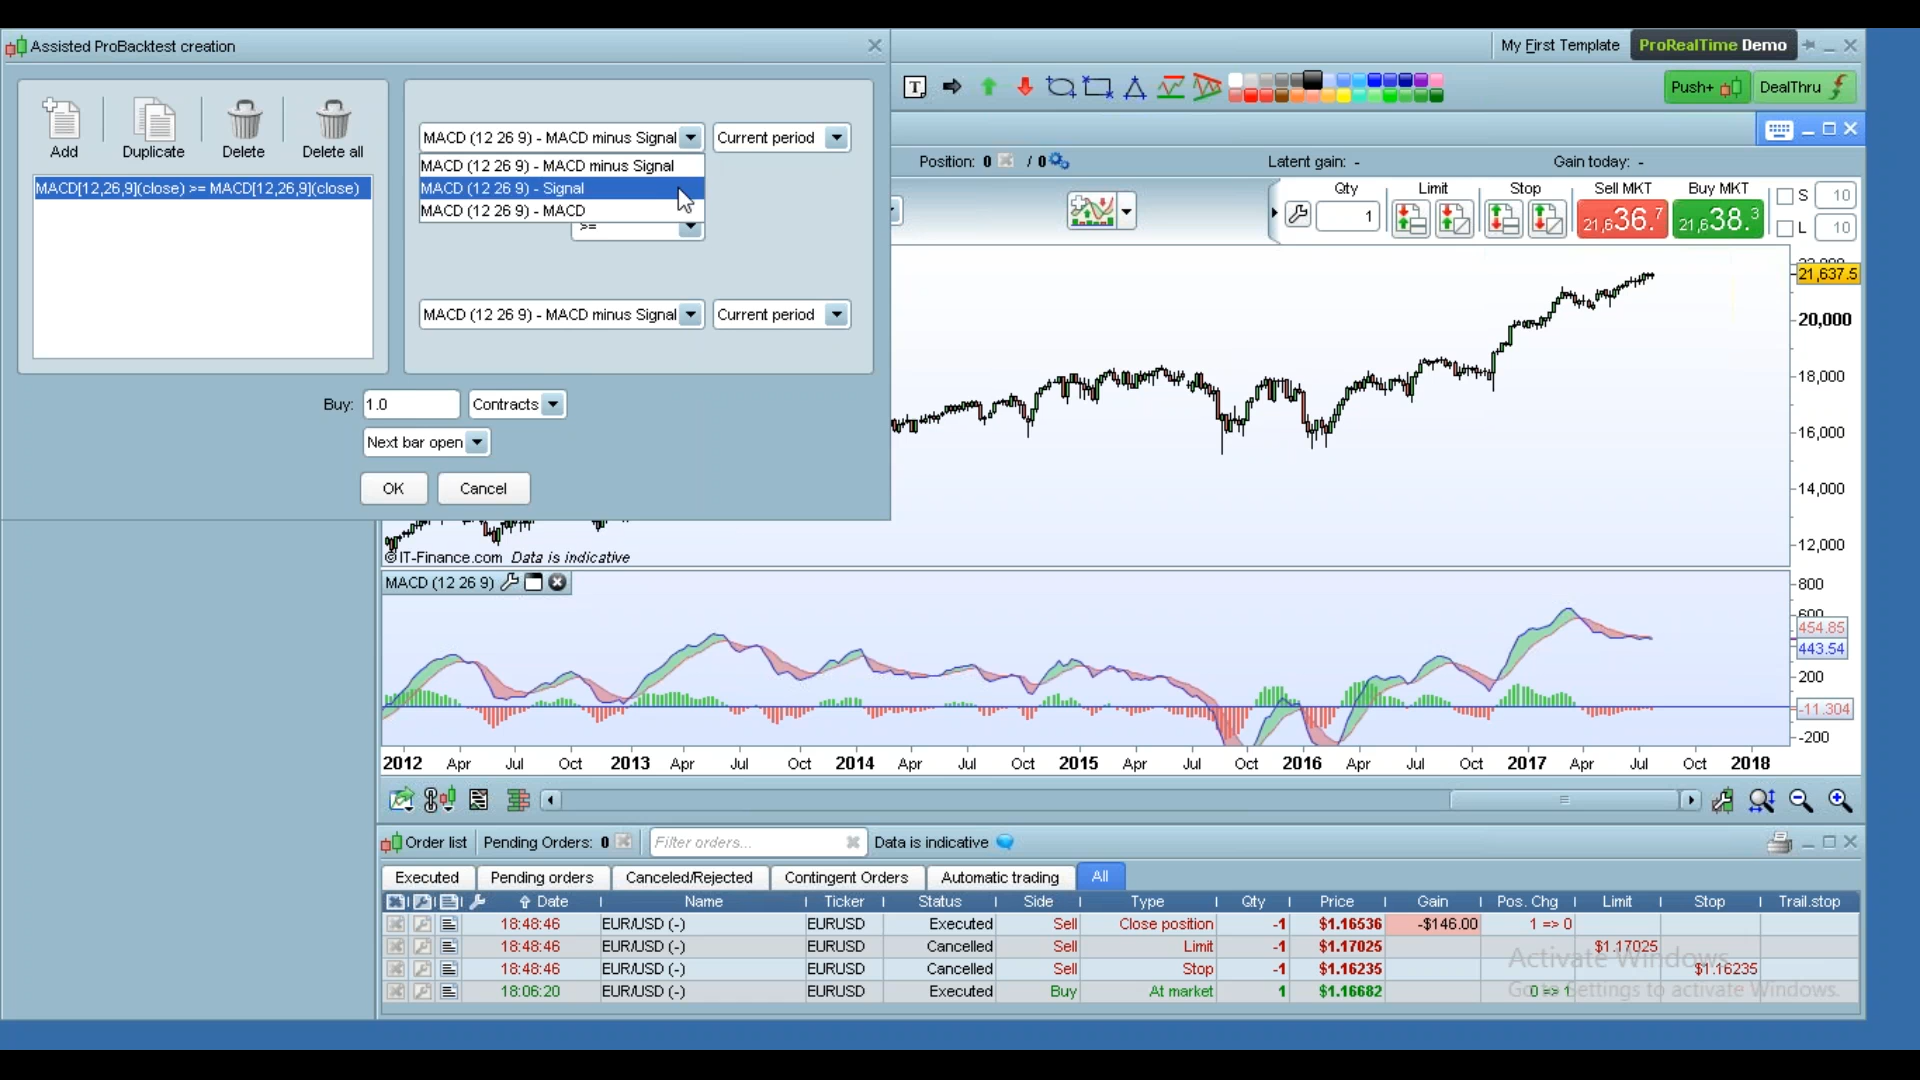 Assisted ProBacktest creation
My First Template ProRealTime Demo
Push+ DealThru
Add Duplicate Delete Delete all
MACD[12,26,9](close) >= MACD[12,26,9](close)
MACD (12 26 9) - MACD minus Signal Current period
MACD (12 26 9) - MACD minus Signal
MACD (12 26 9) - Signal
MACD (12 26 9) - MACD
>=
MACD (12 26 9) - MACD minus Signal Current period
Buy: 1.0 Contracts
Next bar open
OK Cancel
Position: 0 / 0 Latent gain: - Gain today: -
Qty Limit Stop Sell MKT Buy MKT S 10
1 21,636.7 21,638.3 L 10
21,637.5
20,000
18,000
16,000
14,000
12,000
© IT-Finance.com Data is indicative
MACD (12 26 9)
800
600
454.85
443.54
200
-11.304
-200
2012 Apr Jul Oct 2013 Apr Jul Oct 2014 Apr Jul Oct 2015 Apr Jul Oct 2016 Apr Jul Oct 2017 Apr Jul Oct 2018
Order list Pending Orders: 0 Filter orders... Data is indicative
Executed Pending orders Canceled/Rejected Contingent Orders Automatic trading All
Date Name Ticker Status Side Type Qty Price Gain Pos. Chg Limit Stop Trail.stop
18:48:46 EUR/USD (-) EURUSD Executed Sell Close position -1 $1.16536 -$146.00 1 => 0
18:48:46 EUR/USD (-) EURUSD Cancelled Sell Limit -1 $1.17025 $1.17025
18:48:46 EUR/USD (-) EURUSD Cancelled Sell Stop -1 $1.16235 $1.16235
18:06:20 EUR/USD (-) EURUSD Executed Buy At market 1 $1.16682 0 => 1
Activate Windows
Go to Settings to activate Windows.